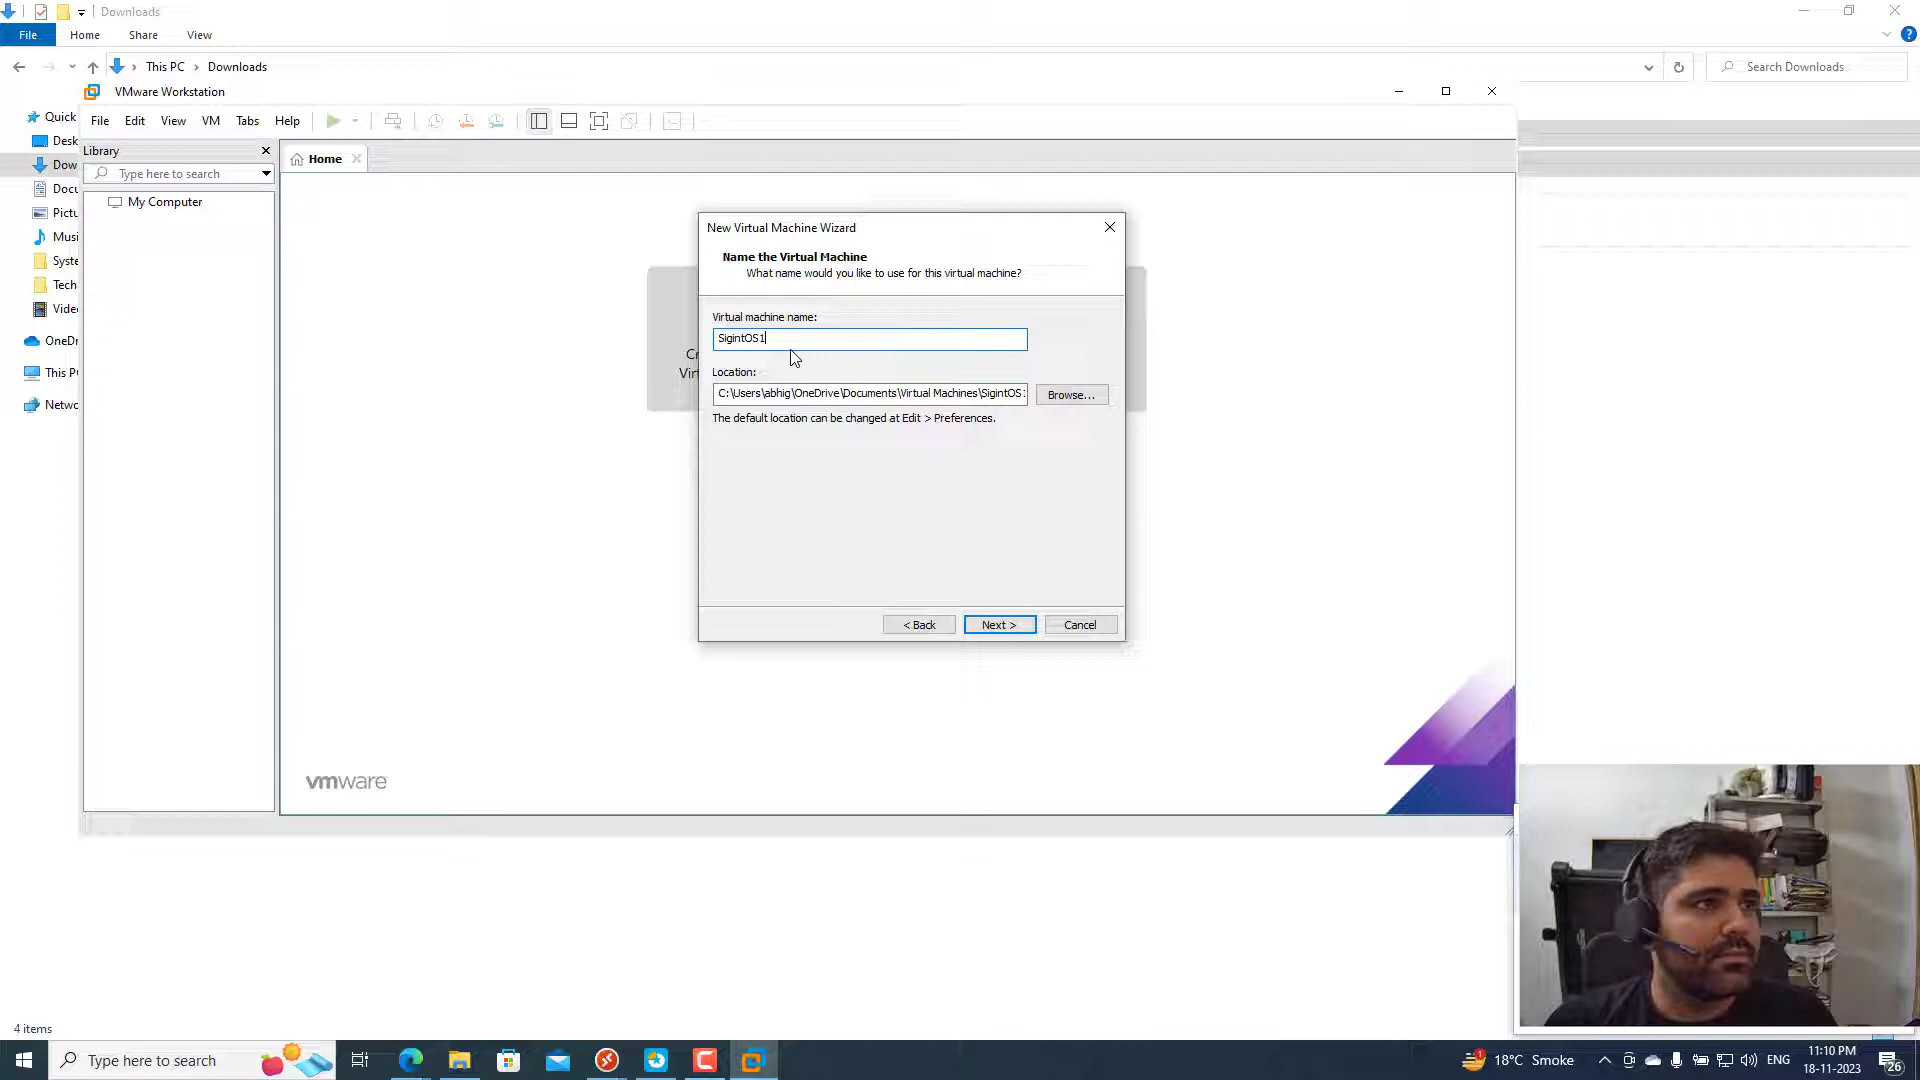 Downloads
File Home Share View
This PC > Downloads
Search Downloads
VMware Workstation
File Edit View VM Tabs Help
Quick
Desk
Dow
Docu
Pictu
Musi
Syste
Tech
Video
OneDr
This PC
Netwo
Library
Type here to search
My Computer
Home
New Virtual Machine Wizard
Name the Virtual Machine
What name would you like to use for this virtual machine?
Virtual machine name:
SigintOS1
Location:
C:\Users\abhig\OneDrive\Documents\Virtual Machines\SigintOS1
Browse...
The default location can be changed at Edit > Preferences.
< Back Next > Cancel
vmware
4 items
Type here to search
1
18°C Smoke
ENG
11:10 PM
18-11-2023
26